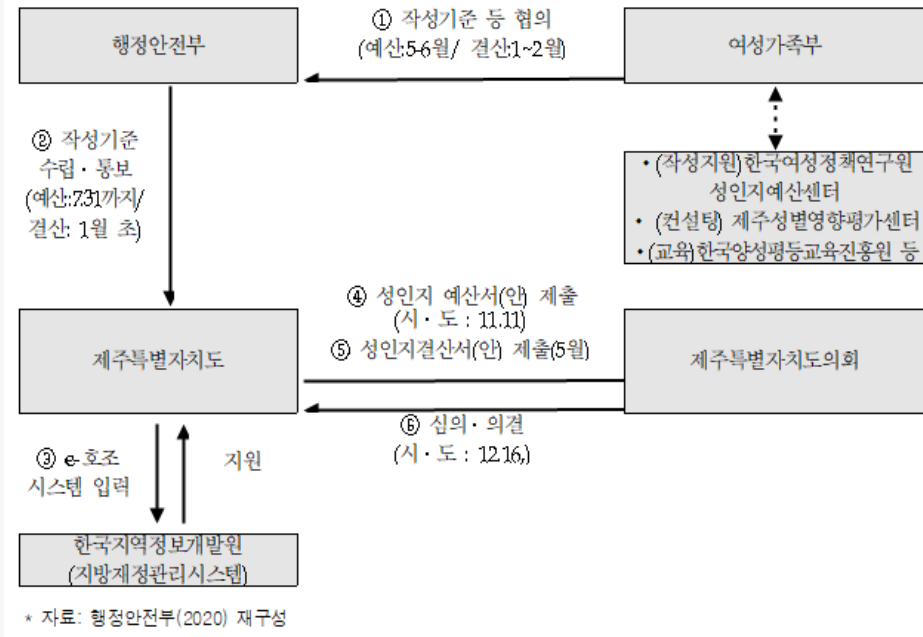 행정안전부
① 작성기준 등 협의
(예산:5-6월/ 결산:1~2월)
여성가족부
② 작성기준
수립·통보
(예산:7.31까지/
결산: 1월 초)
•(작성지원)한국여성정책연구원
성인지예산센터
• (컨설팅) 제주성별영향평가센터
•(교육)한국양성평등교육진흥원 등
④ 성인지 예산서(안) 제출
(시·도 : 11.11)
⑤ 성인지결산서(안) 제출(5월)
제주특별자치도
제주특별자치도의회
⑥ 심의·의결
(시·도 : 12.16,)
③ e-호조
시스템 입력
지원
한국지역정보개발원
(지방재정관리시스템)
* 자료: 행정안전부(2020) 재구성